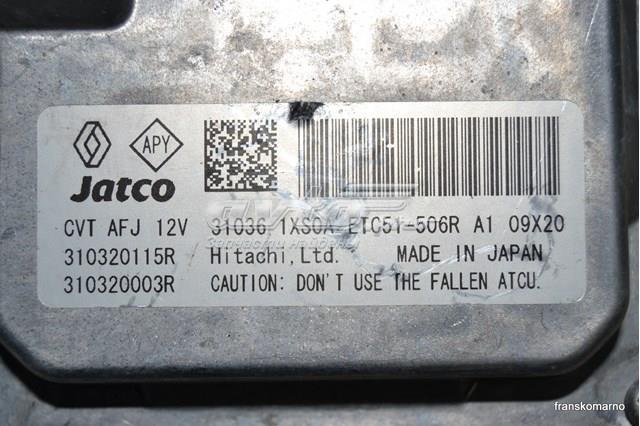 APY
Jatco
CVT AFJ 12V 31036 1XS0A ETC51-506R A1 09X20
310320115R Hitachi,Ltd. MADE IN JAPAN
310320003R CAUTION: DON'T USE THE FALLEN ATCU.
franskomarno